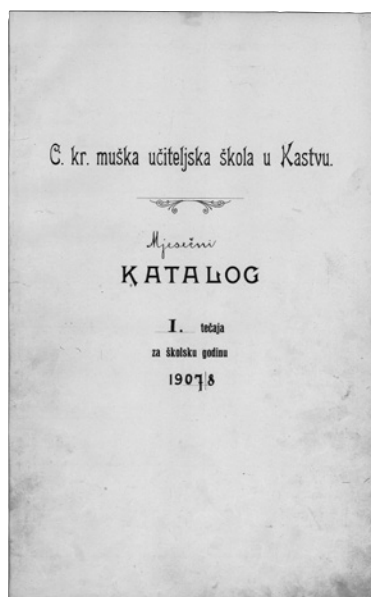 C. kr. muška učiteljska škola u Kastvu.
Mjesečni
KATALOG
I. tečaja
za školsku godinu
1907/8